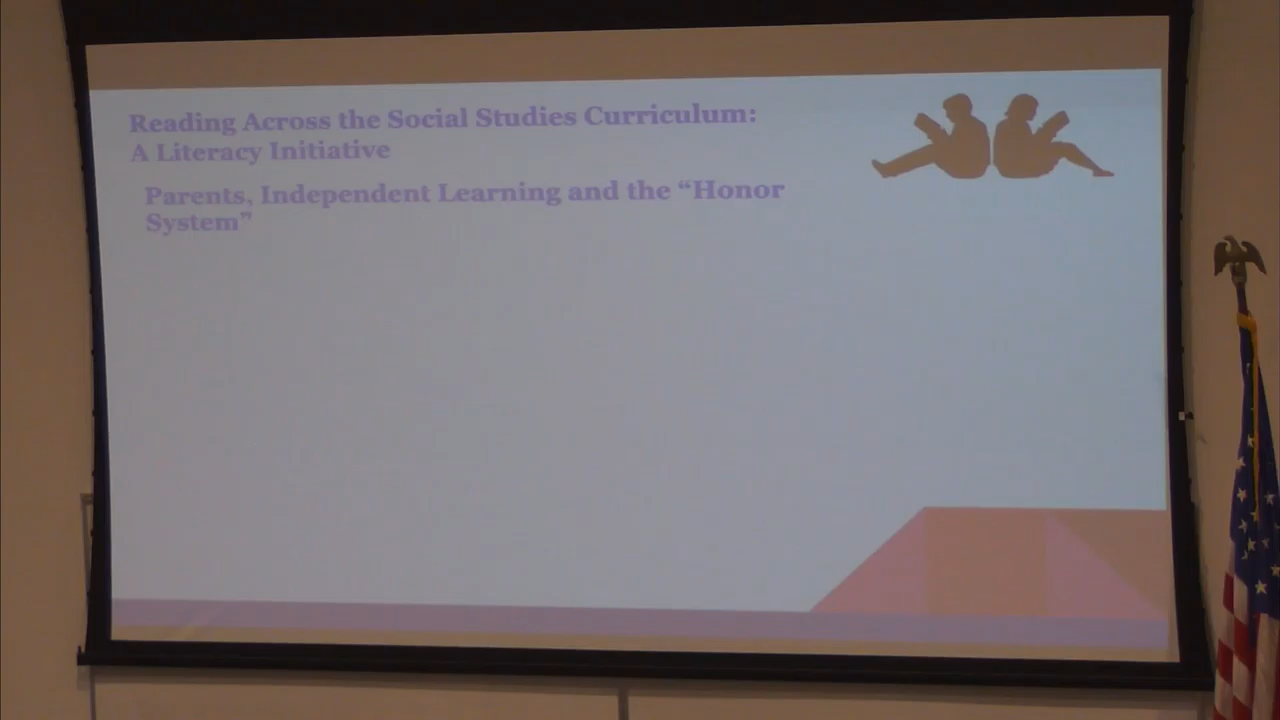 Reading Across the Social Studies Curriculum:
A Literacy Initiative
Parents, Independent Learning and the “Honor
System”